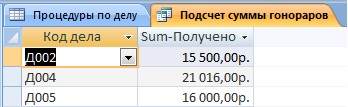 Процедуры по делу Подсчет суммы гонораров
Код дела Sum-Получено
Д002 15 500,00р.
Д004 21 016,00р.
Д005 16 000,00р.